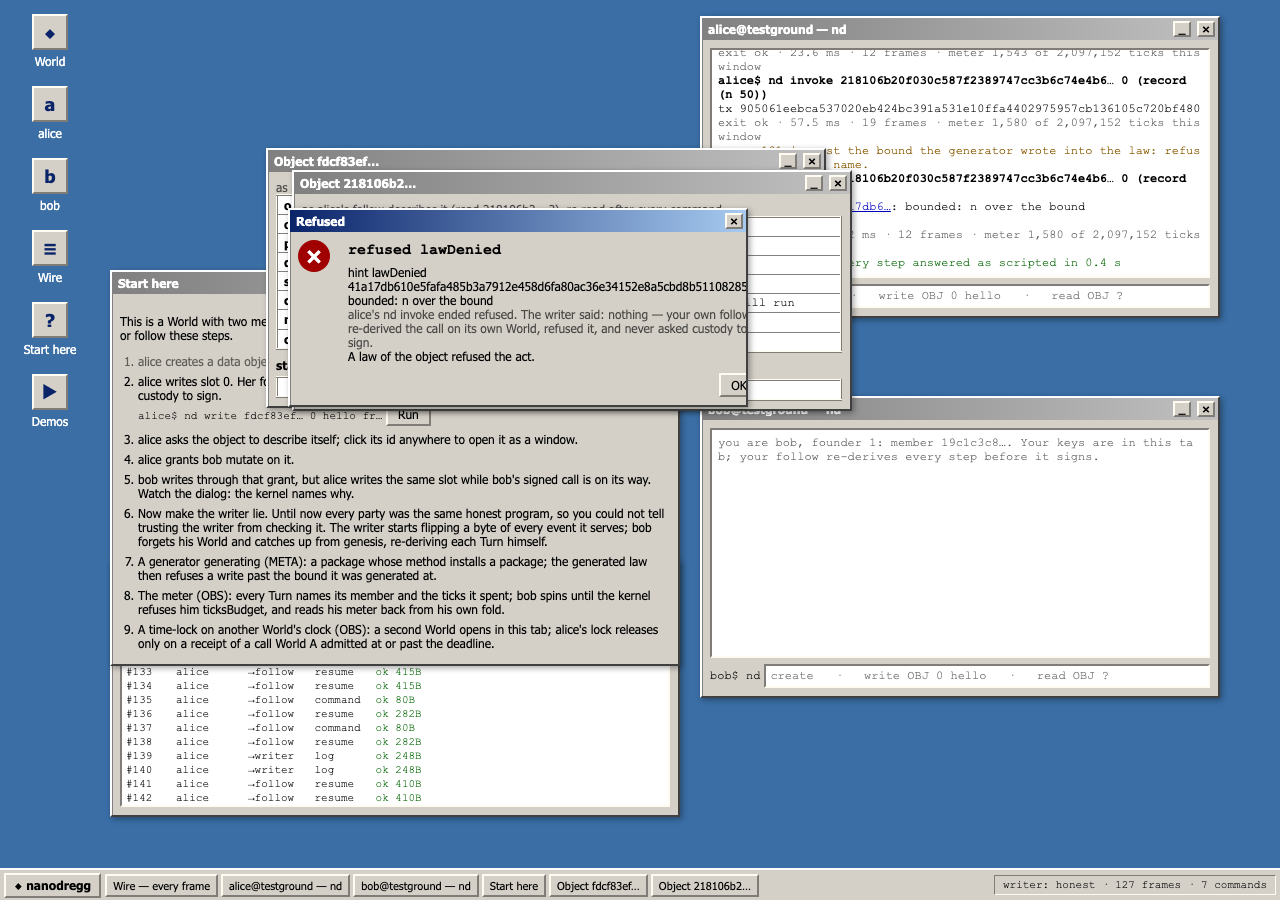 World
alice
bob
Wire
Start here
Demos
alice@testground — nd
exit ok · 23.6 ms · 12 frames · meter 1,543 of 2,097,152 ticks this
window
alice$ nd invoke 218106b20f030c587f2389747cc3b6c74e4b6… 0 (record
(n 50))
tx 905061eebca537020eb424bc391a531e10ffa4402975957cb136105c720bf480
exit ok · 57.5 ms · 19 frames · meter 1,580 of 2,097,152 ticks this
window
st the bound the generator wrote into the law: refus
name.
18106b20f030c587f2389747cc3b6c74e4b6… 0 (record
7db6…: bounded: n over the bound
ms · 12 frames · meter 1,580 of 2,097,152 ticks
ery step answered as scripted in 0.4 s
· write OBJ 0 hello · read OBJ ?
Object fdcf83ef…
as
Object 218106b2…
ill run
st
Refused
refused lawDenied
hint lawDenied
41a17db610e5fafa485b3a7912e458d6fa80ac36e34152e8a5cbd8b51108285
bounded: n over the bound
alice's nd invoke ended refused. The writer said: nothing — your own follow
re-derived the call on its own World, refused it, and never asked custody to
sign.
A law of the object refused the act.
OK
Start here
This is a World with two me
or follow these steps.
1. alice creates a data obje
2. alice writes slot 0. Her fo
custody to sign.
alice$ nd write fdcf83ef… 0 hello fr… Run
3. alice asks the object to describe itself; click its id anywhere to open it as a window.
4. alice grants bob mutate on it.
5. bob writes through that grant, but alice writes the same slot while bob's signed call is on its way.
Watch the dialog: the kernel names why.
6. Now make the writer lie. Until now every party was the same honest program, so you could not tell
trusting the writer from checking it. The writer starts flipping a byte of every event it serves; bob
forgets his World and catches up from genesis, re-deriving each Turn himself.
7. A generator generating (META): a package whose method installs a package; the generated law
then refuses a write past the bound it was generated at.
8. The meter (OBS): every Turn names its member and the ticks it spent; bob spins until the kernel
refuses him ticksBudget, and reads his meter back from his own fold.
9. A time-lock on another World's clock (OBS): a second World opens in this tab; alice's lock releases
only on a receipt of a call World A admitted at or past the deadline.
#133 alice →follow resume ok 415B
#134 alice →follow resume ok 415B
#135 alice →follow command ok 80B
#136 alice →follow resume ok 282B
#137 alice →follow command ok 80B
#138 alice →follow resume ok 282B
#139 alice →writer log ok 248B
#140 alice →writer log ok 248B
#141 alice →follow resume ok 410B
#142 alice →follow resume ok 410B
bob@testground — nd
you are bob, founder 1: member 19c1c3c8…. Your keys are in this ta
b; your follow re-derives every step before it signs.
bob$ nd create · write OBJ 0 hello · read OBJ ?
nanodregg
Wire — every frame
alice@testground — nd
bob@testground — nd
Start here
Object fdcf83ef…
Object 218106b2…
writer: honest · 127 frames · 7 commands